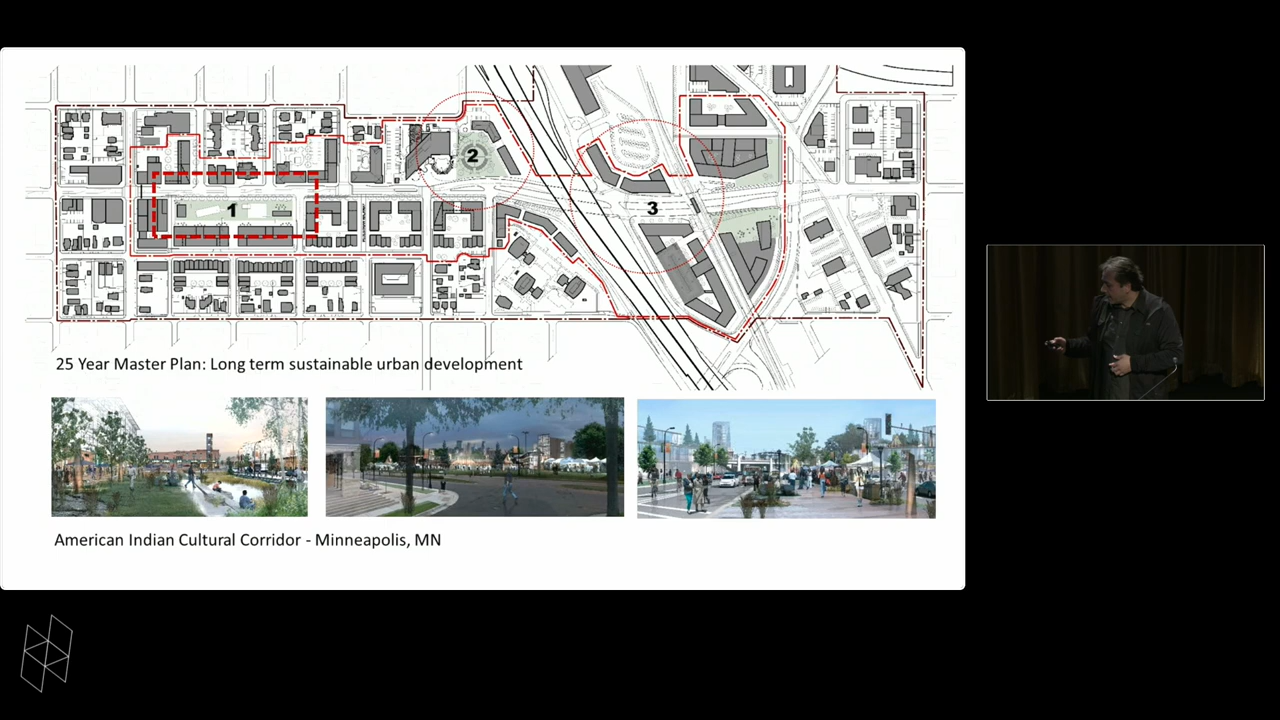 2
1
3
25 Year Master Plan: Long term sustainable urban development
American Indian Cultural Corridor - Minneapolis, MN